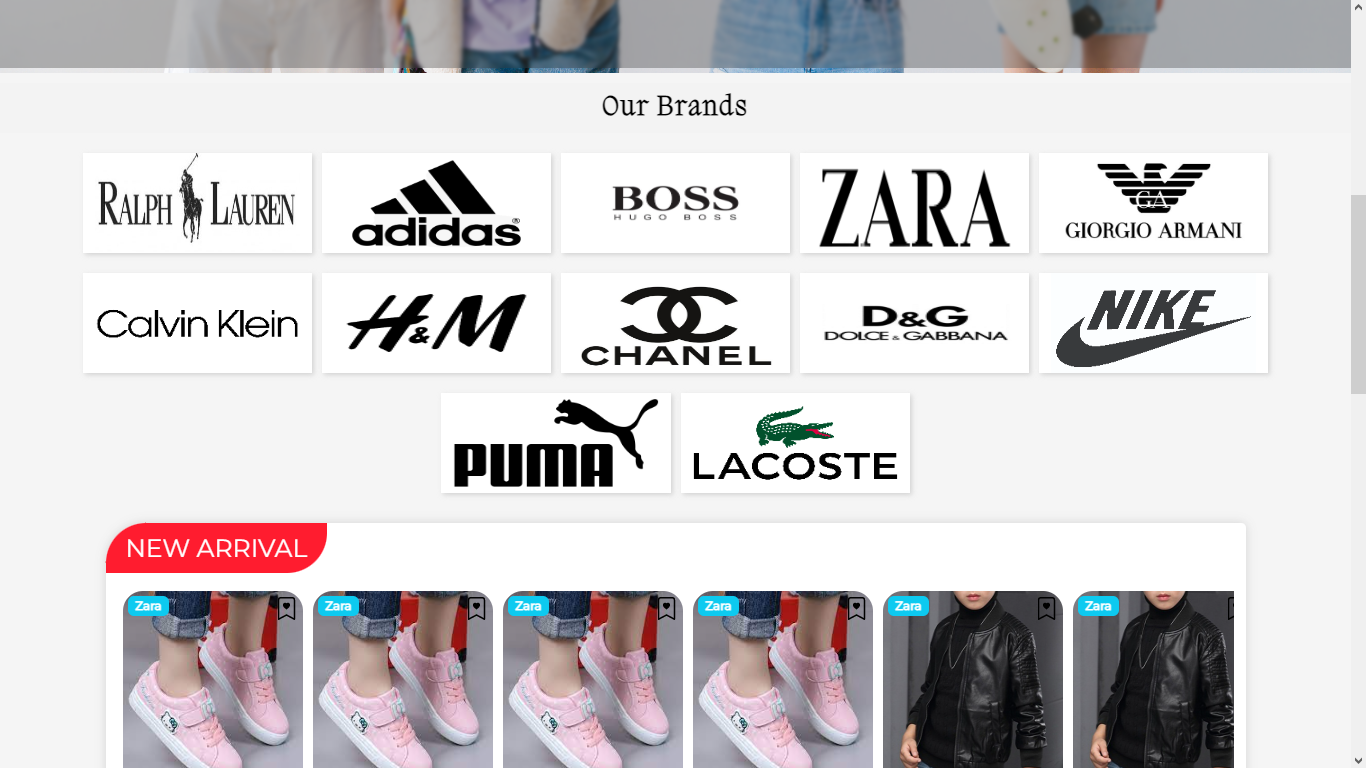 Our Brands
RALPH LAUREN
adidas®
BOSS
HUGO BOSS
ZARA
GA
GIORGIO ARMANI
Calvin Klein
H&M
CHANEL
D&G
DOLCE & GABBANA
NIKE
PUMA
LACOSTE
NEW ARRIVAL
Zara
Zara
Zara
Zara
Zara
Zara